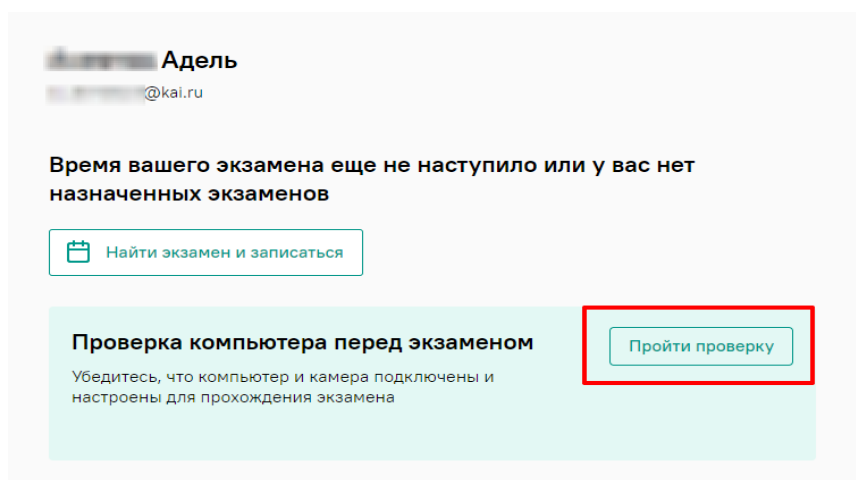 Адель
@kai.ru
Время вашего экзамена еще не наступило или у вас нет
назначенных экзаменов
Найти экзамен и записаться
Проверка компьютера перед экзаменом
Пройти проверку
Убедитесь, что компьютер и камера подключены и
настроены для прохождения экзамена